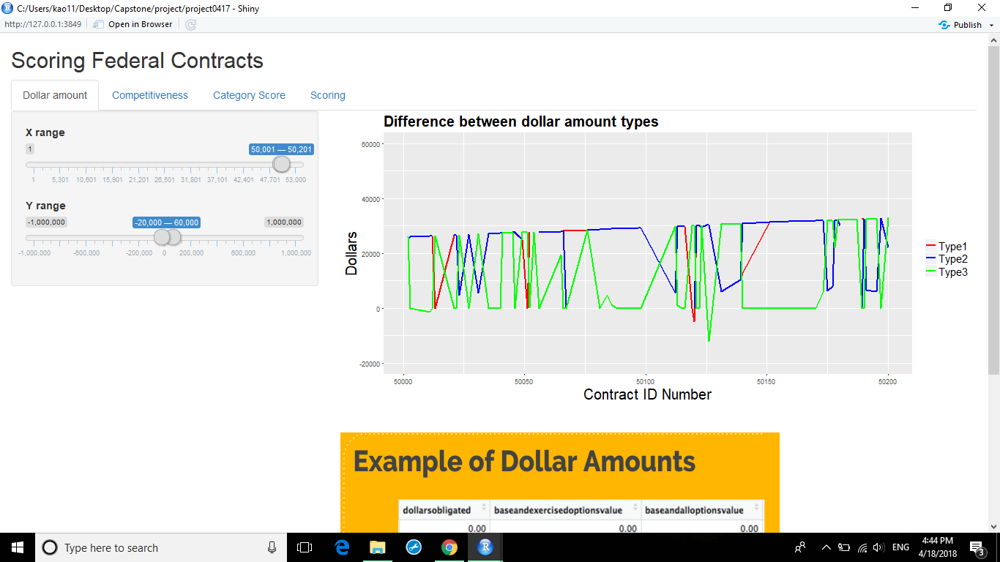 C:/Users/kao11/Desktop/Capstone/project/project0417 - Shiny
http://127.0.0.1:3849 Open in Browser Publish
Scoring Federal Contracts
Dollar amount Competitiveness Category Score Scoring
X range
1 50,001 — 50,201
1 5,301 10,601 15,901 21,201 26,501 31,801 37,101 42,401 47,701 53,000
Y range
-1,000,000 -20,000 — 60,000 1,000,000
-1,000,000 -600,000 -200,000 0 200,000 600,000 1,000,000
Difference between dollar amount types
60000
40000
20000
0
-20000
Dollars
50000 50050 50100 50150 50200
Contract ID Number
Type1
Type2
Type3
Example of Dollar Amounts
dollarsobligated baseandexercisedoptionsvalue baseandalloptionsvalue
0.00 0.00 0.00
Type here to search
ENG
4:44 PM
4/18/2018
3